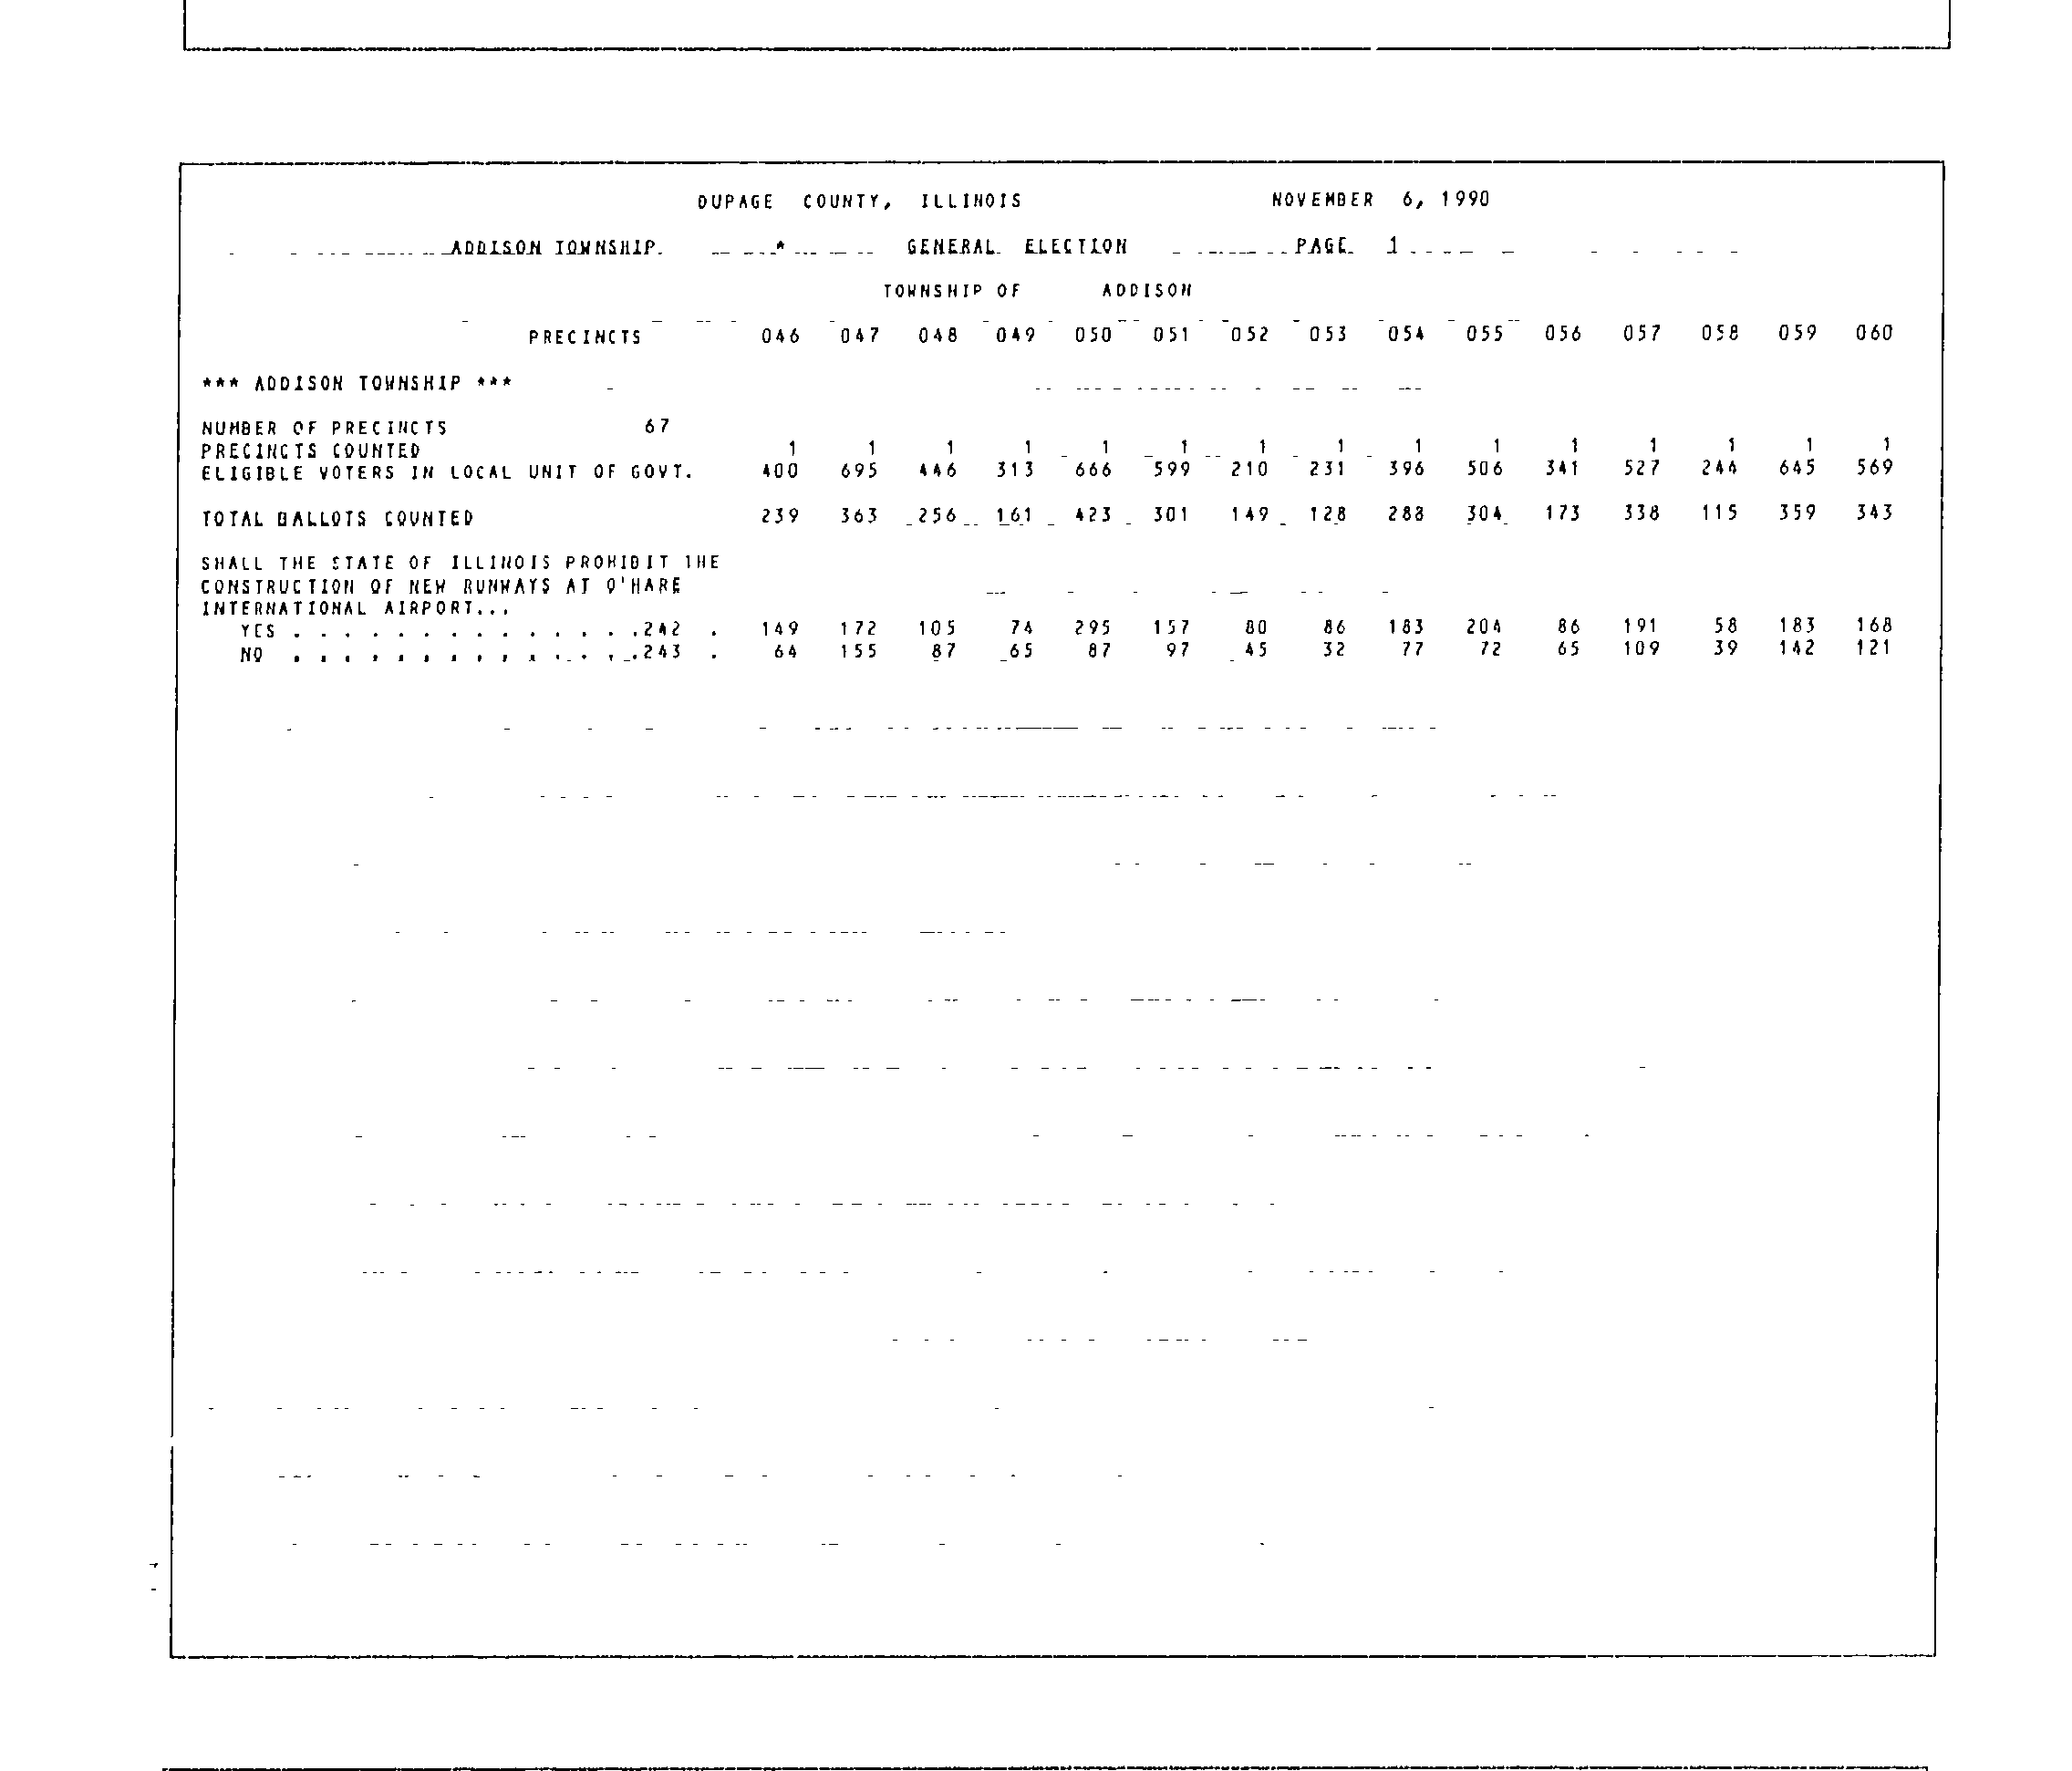 DUPAGE COUNTY, ILLINOIS NOVEMBER 6, 1990
ADDISON TOWNSHIP * GENERAL ELECTION PAGE 1
TOWNSHIP OF ADDISON
PRECINCTS 046 047 048 049 050 051 052 053 054 055 056 057 058 059 060
*** ADDISON TOWNSHIP ***
NUMBER OF PRECINCTS 67
PRECINCTS COUNTED 1 1 1 1 1 1 1 1 1 1 1 1 1 1 1
ELIGIBLE VOTERS IN LOCAL UNIT OF GOVT. 400 695 446 313 666 599 210 231 396 506 341 527 244 645 569
TOTAL BALLOTS COUNTED 239 363 256 161 423 301 149 128 288 304 173 338 115 359 343
SHALL THE STATE OF ILLINOIS PROHIBIT THE
CONSTRUCTION OF NEW RUNWAYS AT O'HARE
INTERNATIONAL AIRPORT...
YES . . . . . . . . . . . . . .242 . 149 172 105 74 295 157 80 86 183 204 86 191 58 183 168
NO . . . . . . . . . . . . . .243 . 64 155 87 65 87 97 45 32 77 72 65 109 39 142 121